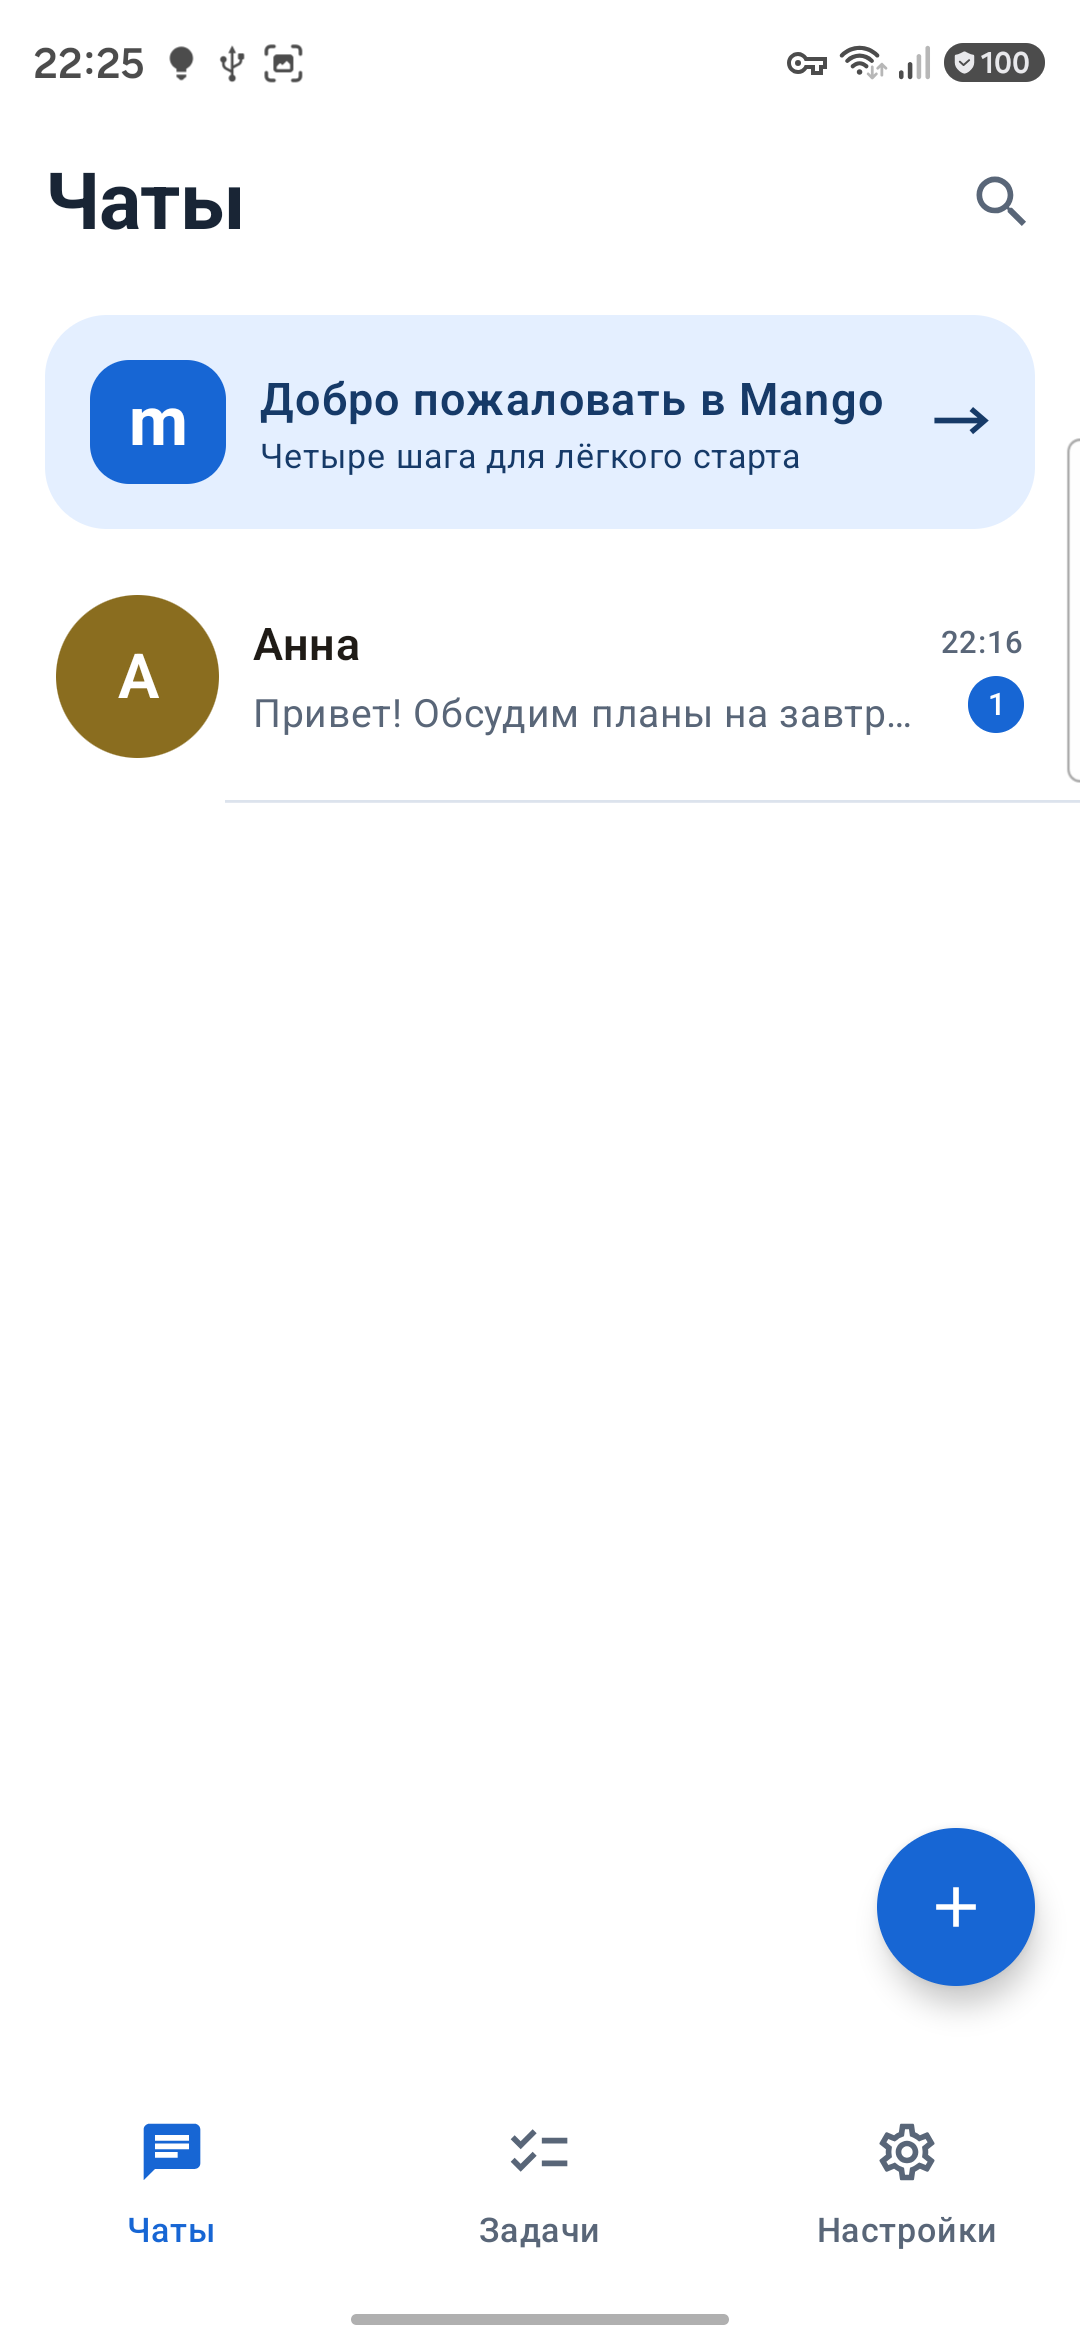 22:25
100
Чаты
m
Добро пожаловать в Mango
Четыре шага для лёгкого старта
А
Анна
22:16
Привет! Обсудим планы на завтр...
1
Чаты
Задачи
Настройки